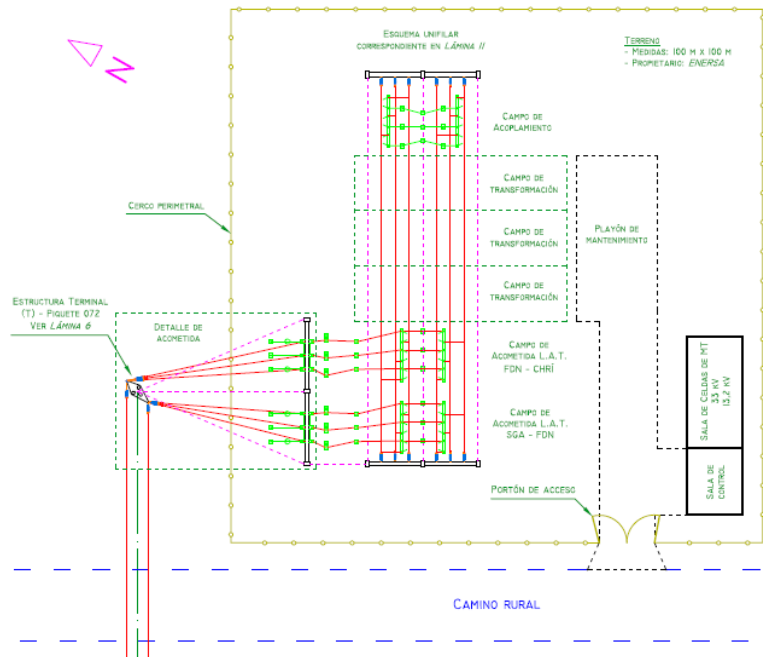 ESQUEMA UNIFILAR
CORRESPONDIENTE EN LÁMINA 11
TERRENO
- MEDIDAS: 100 M X 100 M
- PROPIETARIO: ENERSA
N
CAMPO DE
ACOPLAMIENTO
CAMPO DE
TRANSFORMACIÓN
CAMPO DE
TRANSFORMACIÓN
CAMPO DE
TRANSFORMACIÓN
PLAYÓN DE
MANTENIMIENTO
CERCO PERIMETRAL
ESTRUCTURA TERMINAL
(T) - PIQUETE 072
VER LÁMINA 6
DETALLE DE
ACOMETIDA
CAMPO DE
ACOMETIDA L.A.T.
FDN - CHRÍ
CAMPO DE
ACOMETIDA L.A.T.
SGA - FDN
SALA DE CELDAS DE MT
33 KV
13,2 KV
SALA DE
CONTROL
PORTÓN DE ACCESO
CAMINO RURAL